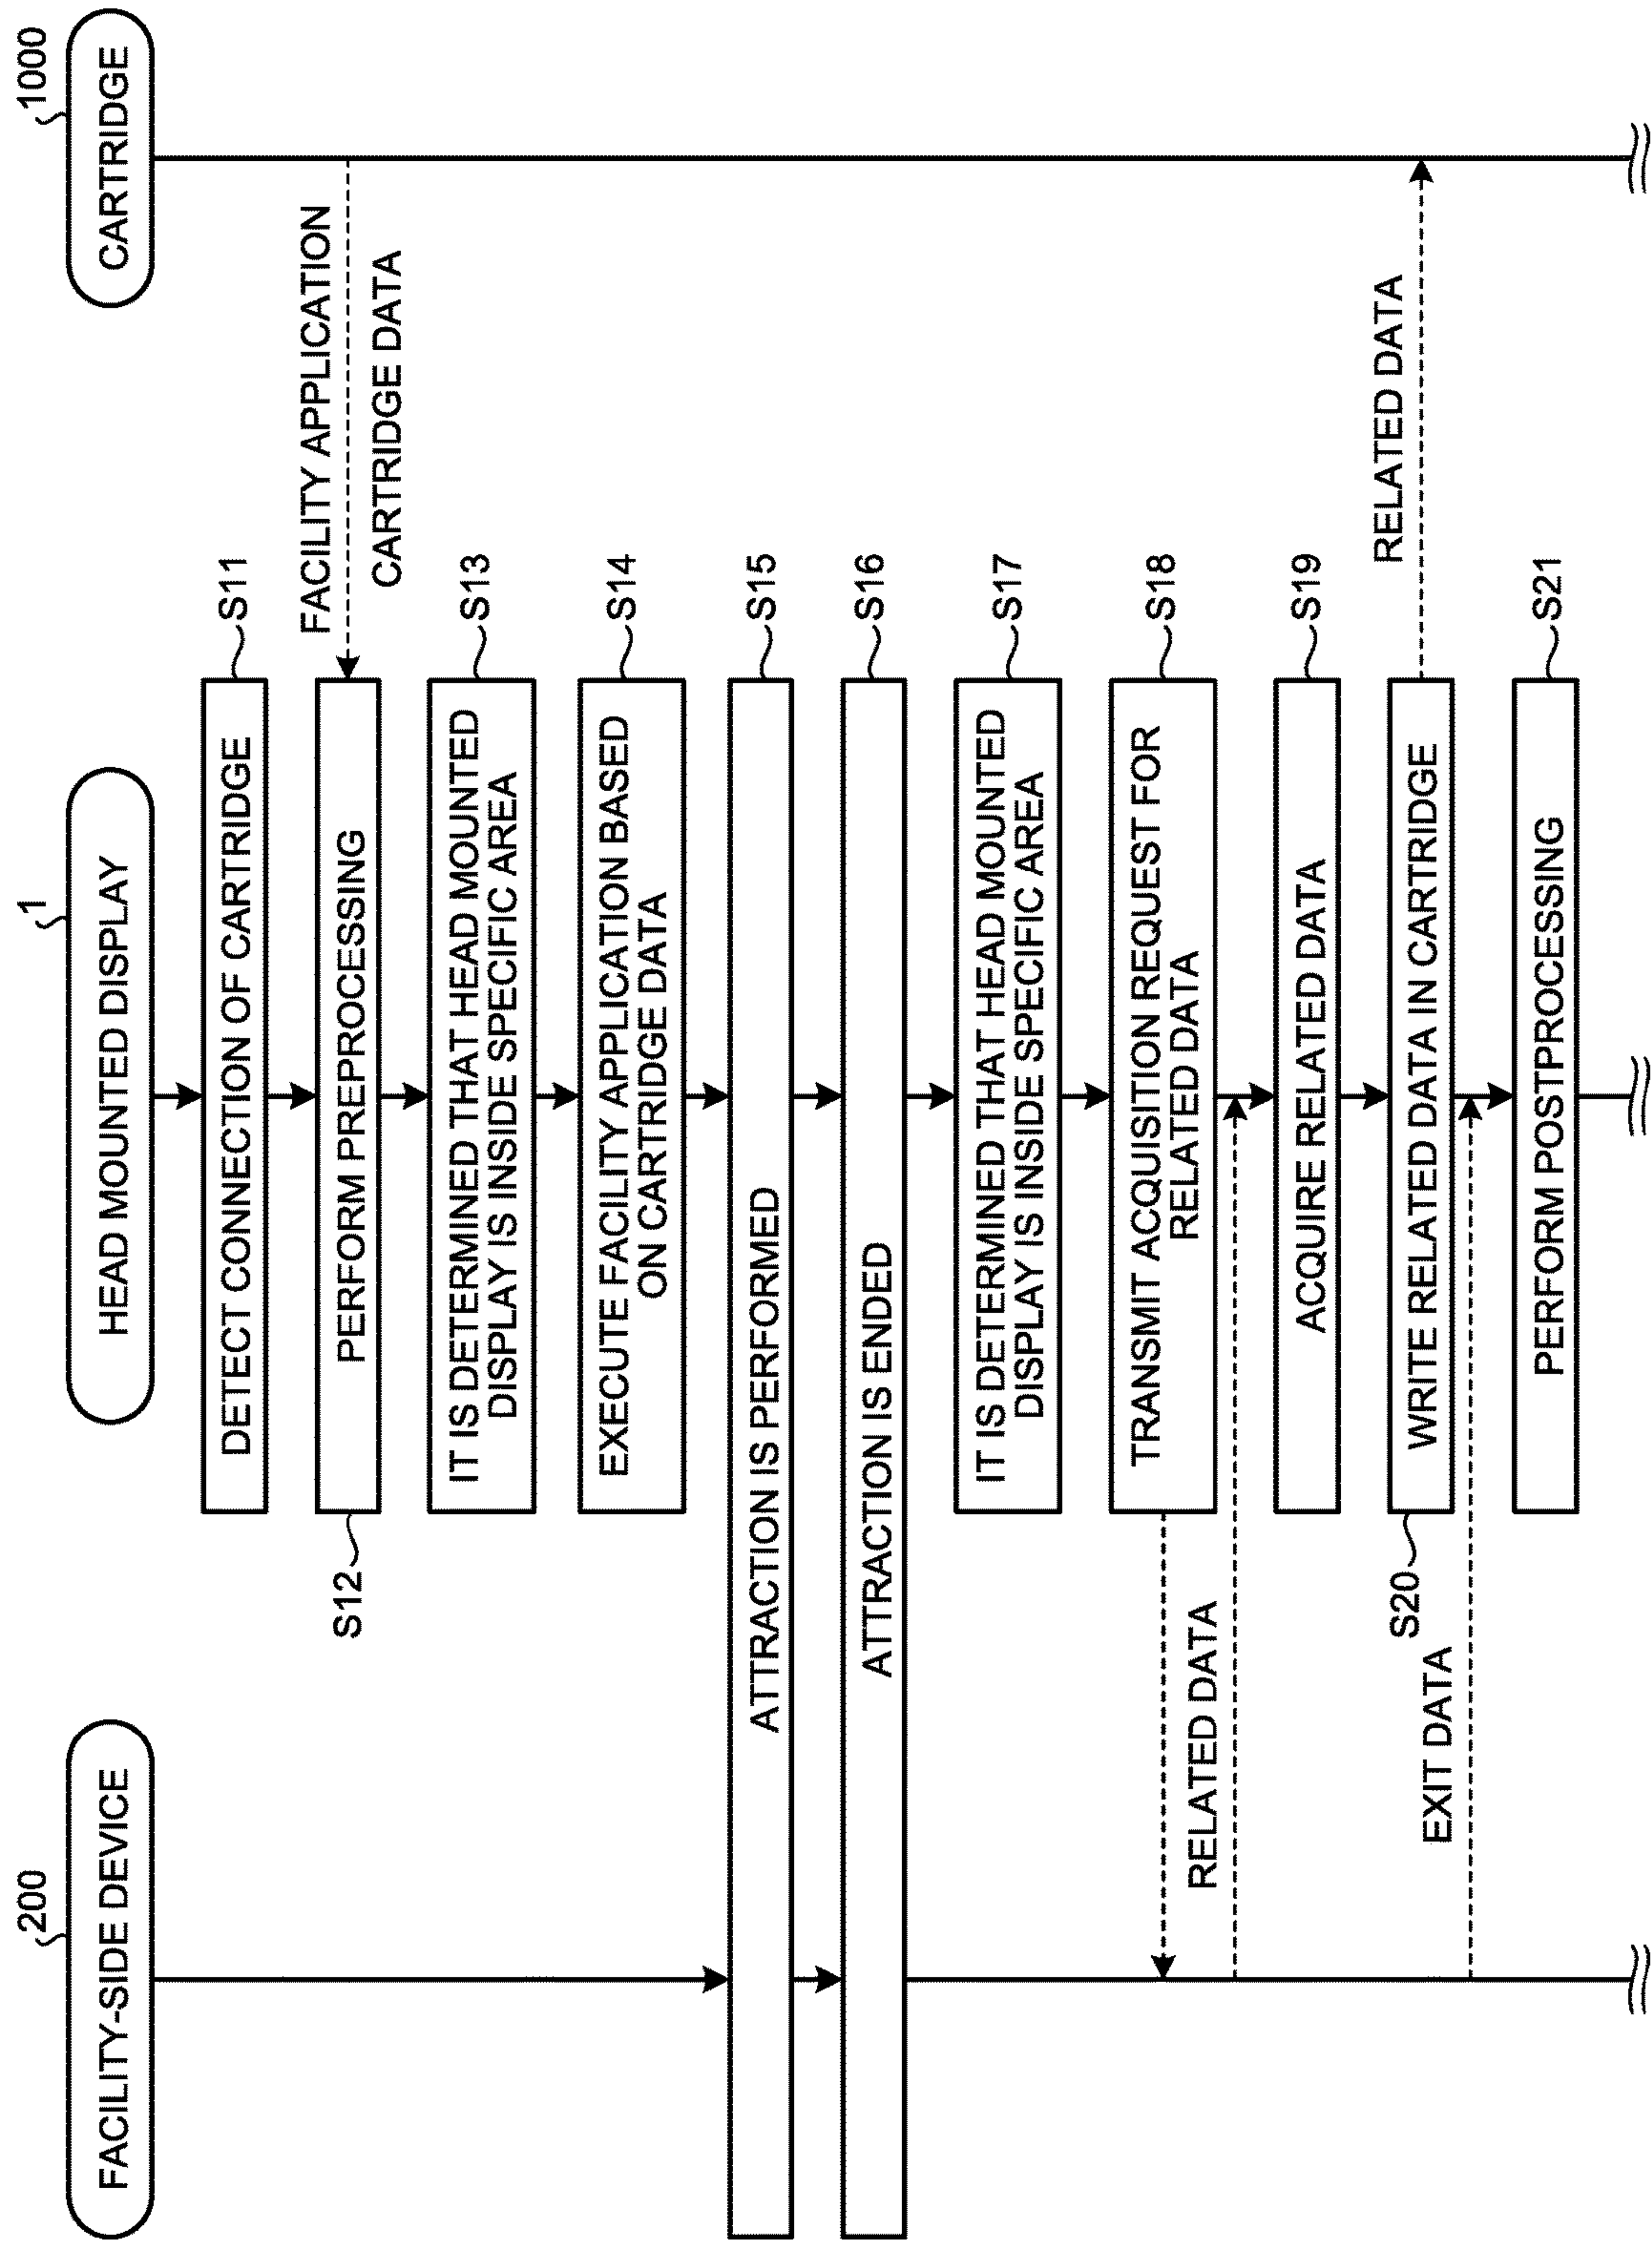 200
FACILITY-SIDE DEVICE
1
HEAD MOUNTED DISPLAY
1000
CARTRIDGE
DETECT CONNECTION OF CARTRIDGE
S11
FACILITY APPLICATION
S12
PERFORM PREPROCESSING
CARTRIDGE DATA
IT IS DETERMINED THAT HEAD MOUNTED
DISPLAY IS INSIDE SPECIFIC AREA
S13
EXECUTE FACILITY APPLICATION BASED
ON CARTRIDGE DATA
S14
ATTRACTION IS PERFORMED
S15
ATTRACTION IS ENDED
S16
IT IS DETERMINED THAT HEAD MOUNTED
DISPLAY IS INSIDE SPECIFIC AREA
S17
TRANSMIT ACQUISITION REQUEST FOR
RELATED DATA
S18
RELATED DATA
ACQUIRE RELATED DATA
S19
RELATED DATA
S20
WRITE RELATED DATA IN CARTRIDGE
EXIT DATA
PERFORM POSTPROCESSING
S21